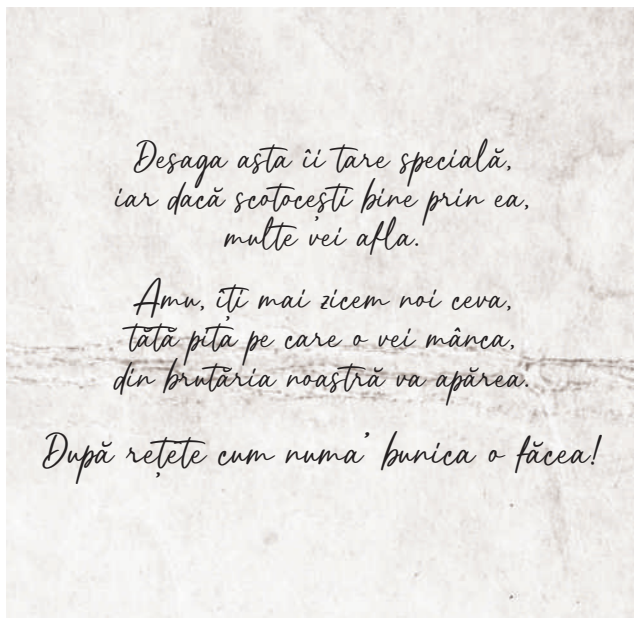 Desaga asta îi tare specială,
iar dacă scotocești bine prin ea,
multe vei afla.
Amu, îți mai zicem noi ceva,
tătă pita pe care o vei mânca,
din brutăria noastră va apărea.
După rețete cum numa' bunica o făcea!